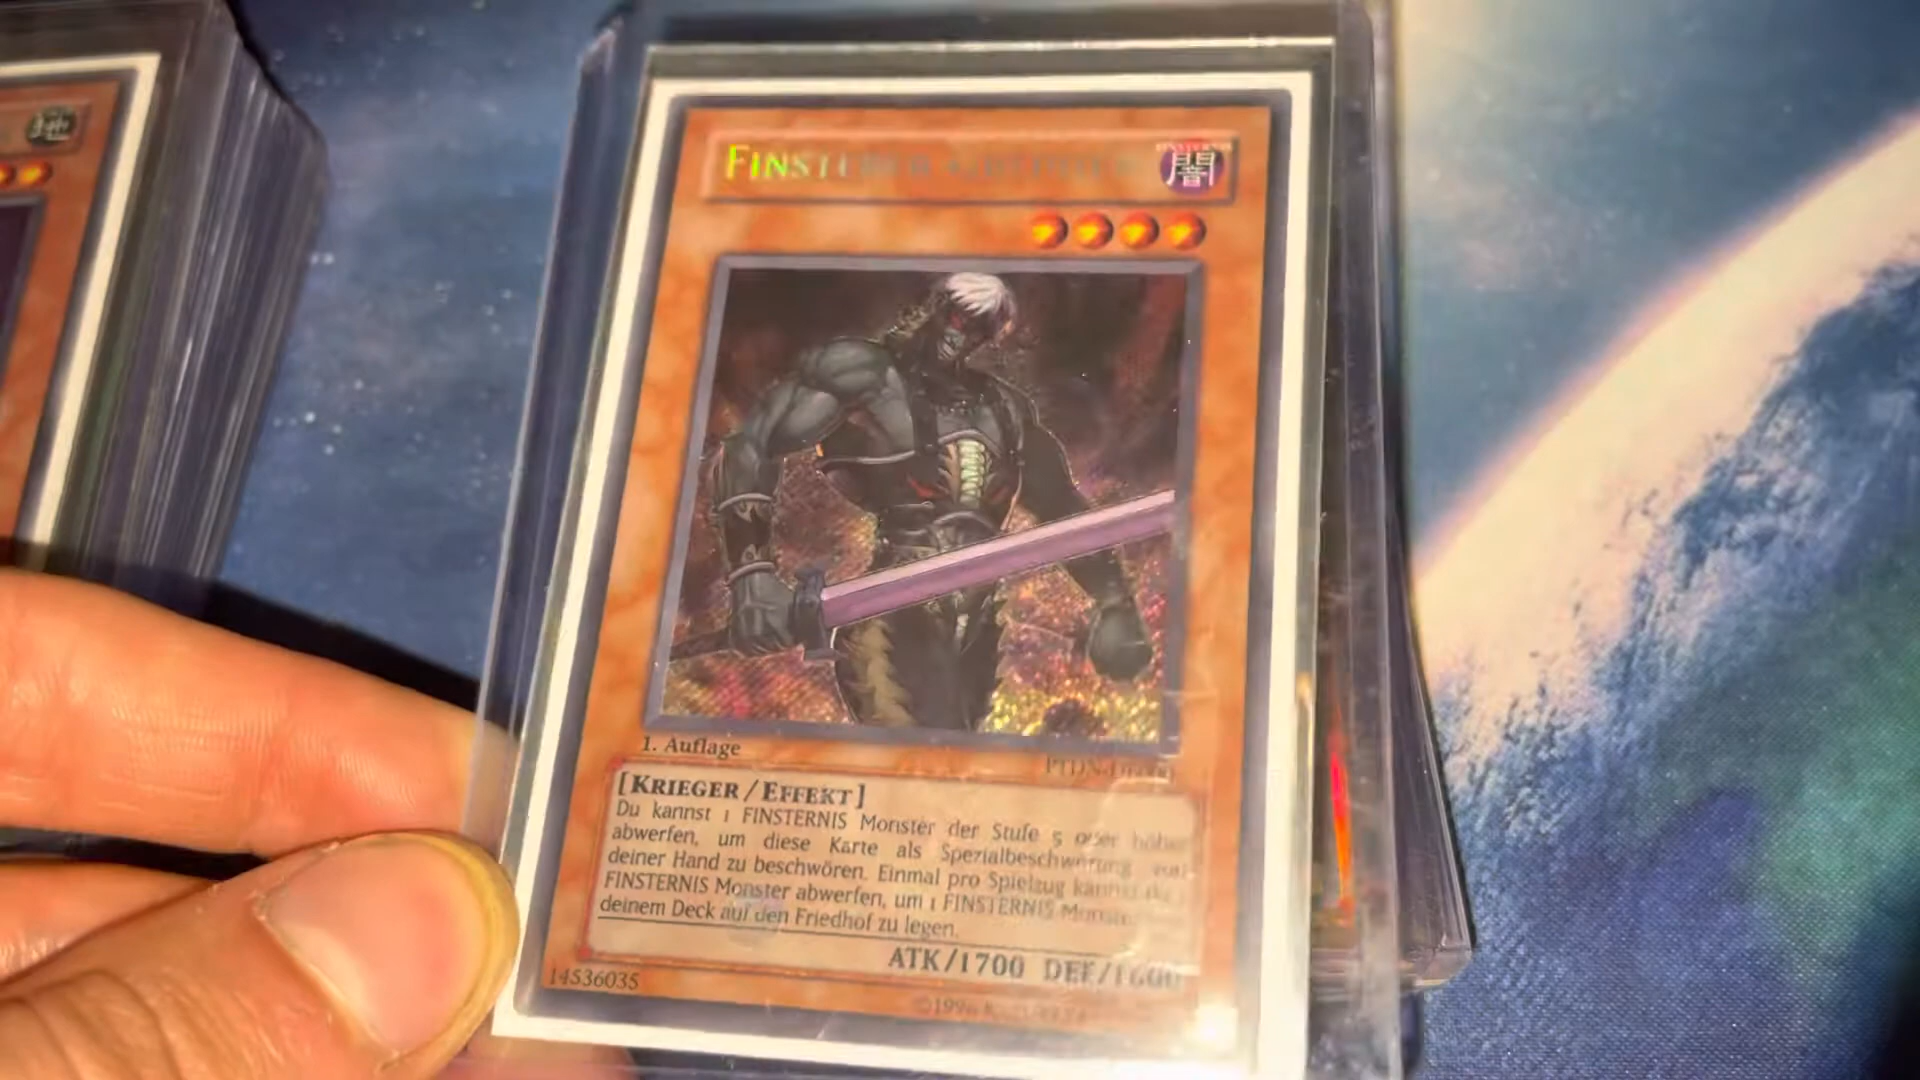 FINSTERER
闇
1. Auflage
[KRIEGER/EFFEKT]
Du kannst 1 FINSTERNIS Monster der Stufe 5 oder höher
abwerfen, um diese Karte als Spezialbeschwörung von
deiner Hand zu beschwören. Einmal pro Spielzug kannst du 1
FINSTERNIS Monster abwerfen, um 1 FINSTERNIS Monster
deinem Deck auf den Friedhof zu legen.
ATK/1700 DEF/1600
14536035
©1996